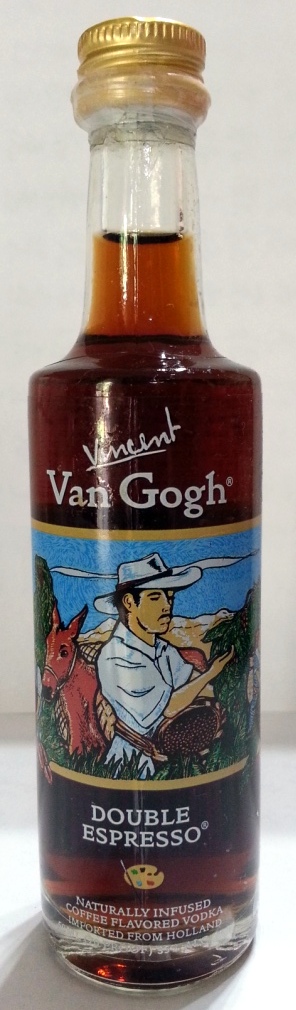 Vincent
Van Gogh®
DOUBLE
ESPRESSO®
NATURALLY INFUSED
COFFEE FLAVORED VODKA
IMPORTED FROM HOLLAND